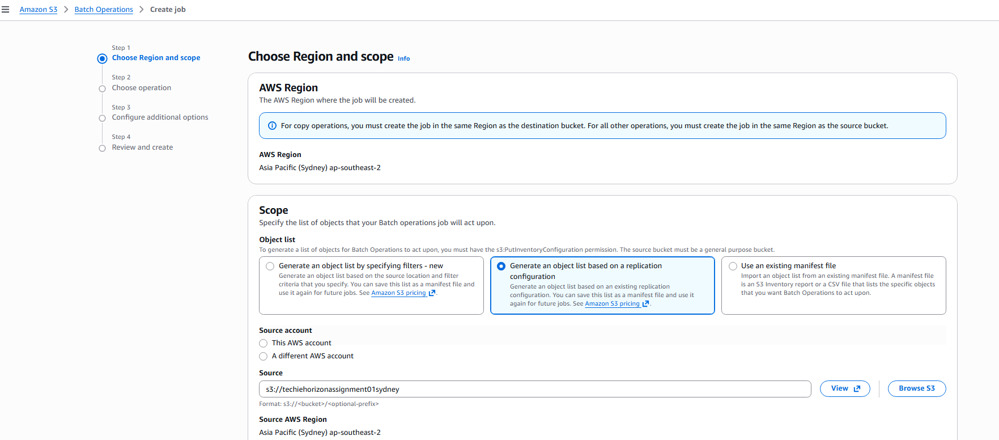 Amazon S3 > Batch Operations > Create job
Step 1
Choose Region and scope
Step 2
Choose operation
Step 3
Configure additional options
Step 4
Review and create
Choose Region and scope Info
AWS Region
The AWS Region where the job will be created.
For copy operations, you must create the job in the same Region as the destination bucket. For all other operations, you must create the job in the same Region as the source bucket.
AWS Region
Asia Pacific (Sydney) ap-southeast-2
Scope
Specify the list of objects that your Batch operations job will act upon.
Object list
To generate a list of objects for Batch Operations to act upon, you must have the s3:PutInventoryConfiguration permission. The source bucket must be a general purpose bucket.
Generate an object list by specifying filters - new
Generate an object list based on the source location and filter
criteria that you specify. You can save this list as a manifest file and
use it again for future jobs. See Amazon S3 pricing.
Generate an object list based on a replication
configuration
Generate an object list based on an existing replication
configuration. You can save this list as a manifest file and use it
again for future jobs. See Amazon S3 pricing.
Use an existing manifest file
Import an object list from an existing manifest file. A manifest file
is an S3 Inventory report or a CSV file that lists the specific objects
that you want Batch Operations to act upon.
Source account
This AWS account
A different AWS account
Source
s3://techiehorizonassignment01sydney
View
Browse S3
Format: s3://<bucket>/<optional-prefix>
Source AWS Region
Asia Pacific (Sydney) ap-southeast-2